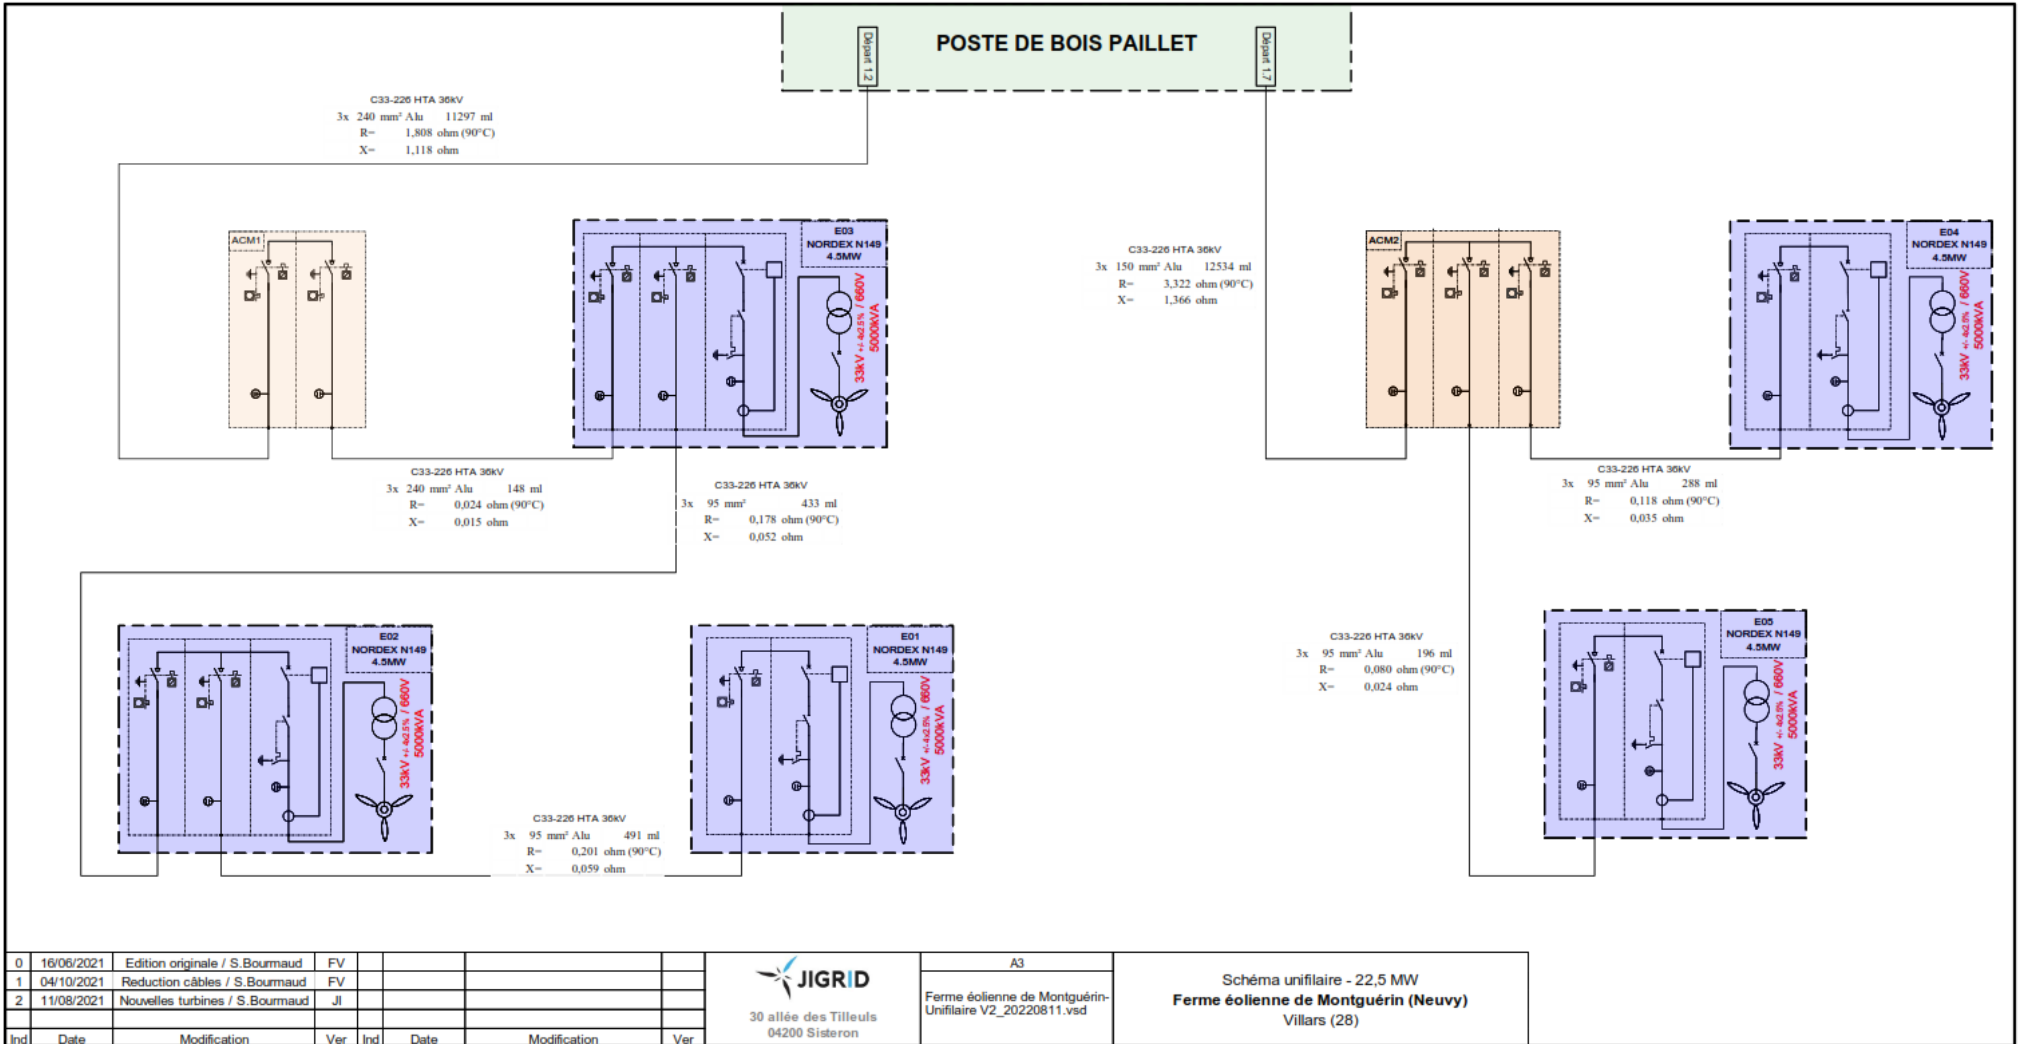 POSTE DE BOIS PAILLET
Départ 1.2
Départ 1.7
C33-226 HTA 36kV
3x 240 mm² Alu 11297 ml
R= 1,808 ohm (90°C)
X= 1,118 ohm
ACM1
E03
NORDEX N149
4.5MW
33kV +/- 4x2.5% / 660V
5000kVA
C33-226 HTA 36kV
3x 150 mm² Alu 12534 ml
R= 3,322 ohm (90°C)
X= 1,366 ohm
ACM2
E04
NORDEX N149
4.5MW
33kV +/- 4x2.5% / 660V
5000kVA
C33-226 HTA 36kV
3x 240 mm² Alu 148 ml
R= 0,024 ohm (90°C)
X= 0,015 ohm
C33-226 HTA 36kV
3x 95 mm² 433 ml
R= 0,178 ohm (90°C)
X= 0,052 ohm
C33-226 HTA 36kV
3x 95 mm² Alu 288 ml
R= 0,118 ohm (90°C)
X= 0,035 ohm
E02
NORDEX N149
4.5MW
33kV +/- 4x2.5% / 660V
5000kVA
E01
NORDEX N149
4.5MW
33kV +/- 4x2.5% / 660V
5000kVA
C33-226 HTA 36kV
3x 95 mm² Alu 196 ml
R= 0,080 ohm (90°C)
X= 0,024 ohm
E05
NORDEX N149
4.5MW
33kV +/- 4x2.5% / 660V
5000kVA
C33-226 HTA 36kV
3x 95 mm² Alu 491 ml
R= 0,201 ohm (90°C)
X= 0,059 ohm
0 16/06/2021 Edition originale / S.Bourmaud FV
1 04/10/2021 Reduction câbles / S.Bourmaud FV
2 11/08/2021 Nouvelles turbines / S.Bourmaud JI
Ind Date Modification Ver Ind Date Modification Ver
JIGRID
30 allée des Tilleuls
04200 Sisteron
A3
Ferme éolienne de Montguérin-
Unifilaire V2_20220811.vsd
Schéma unifilaire - 22,5 MW
Ferme éolienne de Montguérin (Neuvy)
Villars (28)